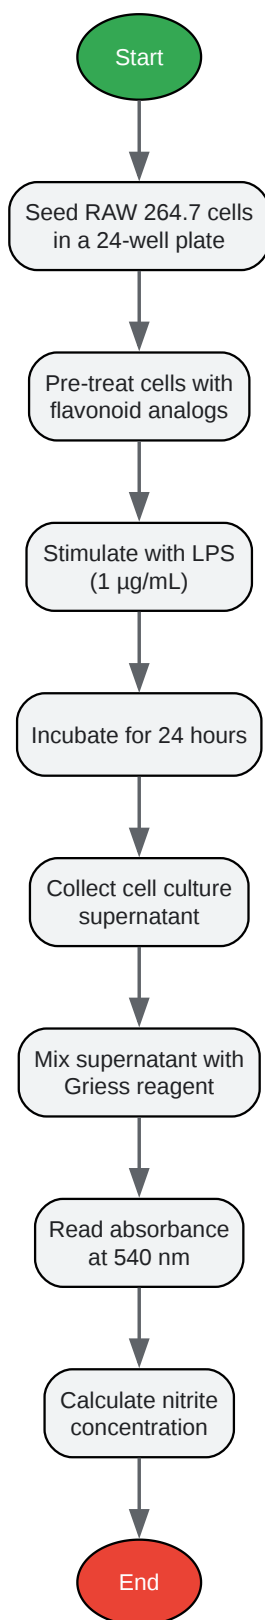 Start
Seed RAW 264.7 cells
in a 24-well plate
Pre-treat cells with
flavonoid analogs
Stimulate with LPS
(1 µg/mL)
Incubate for 24 hours
Collect cell culture
supernatant
Mix supernatant with
Griess reagent
Read absorbance
at 540 nm
Calculate nitrite
concentration
End